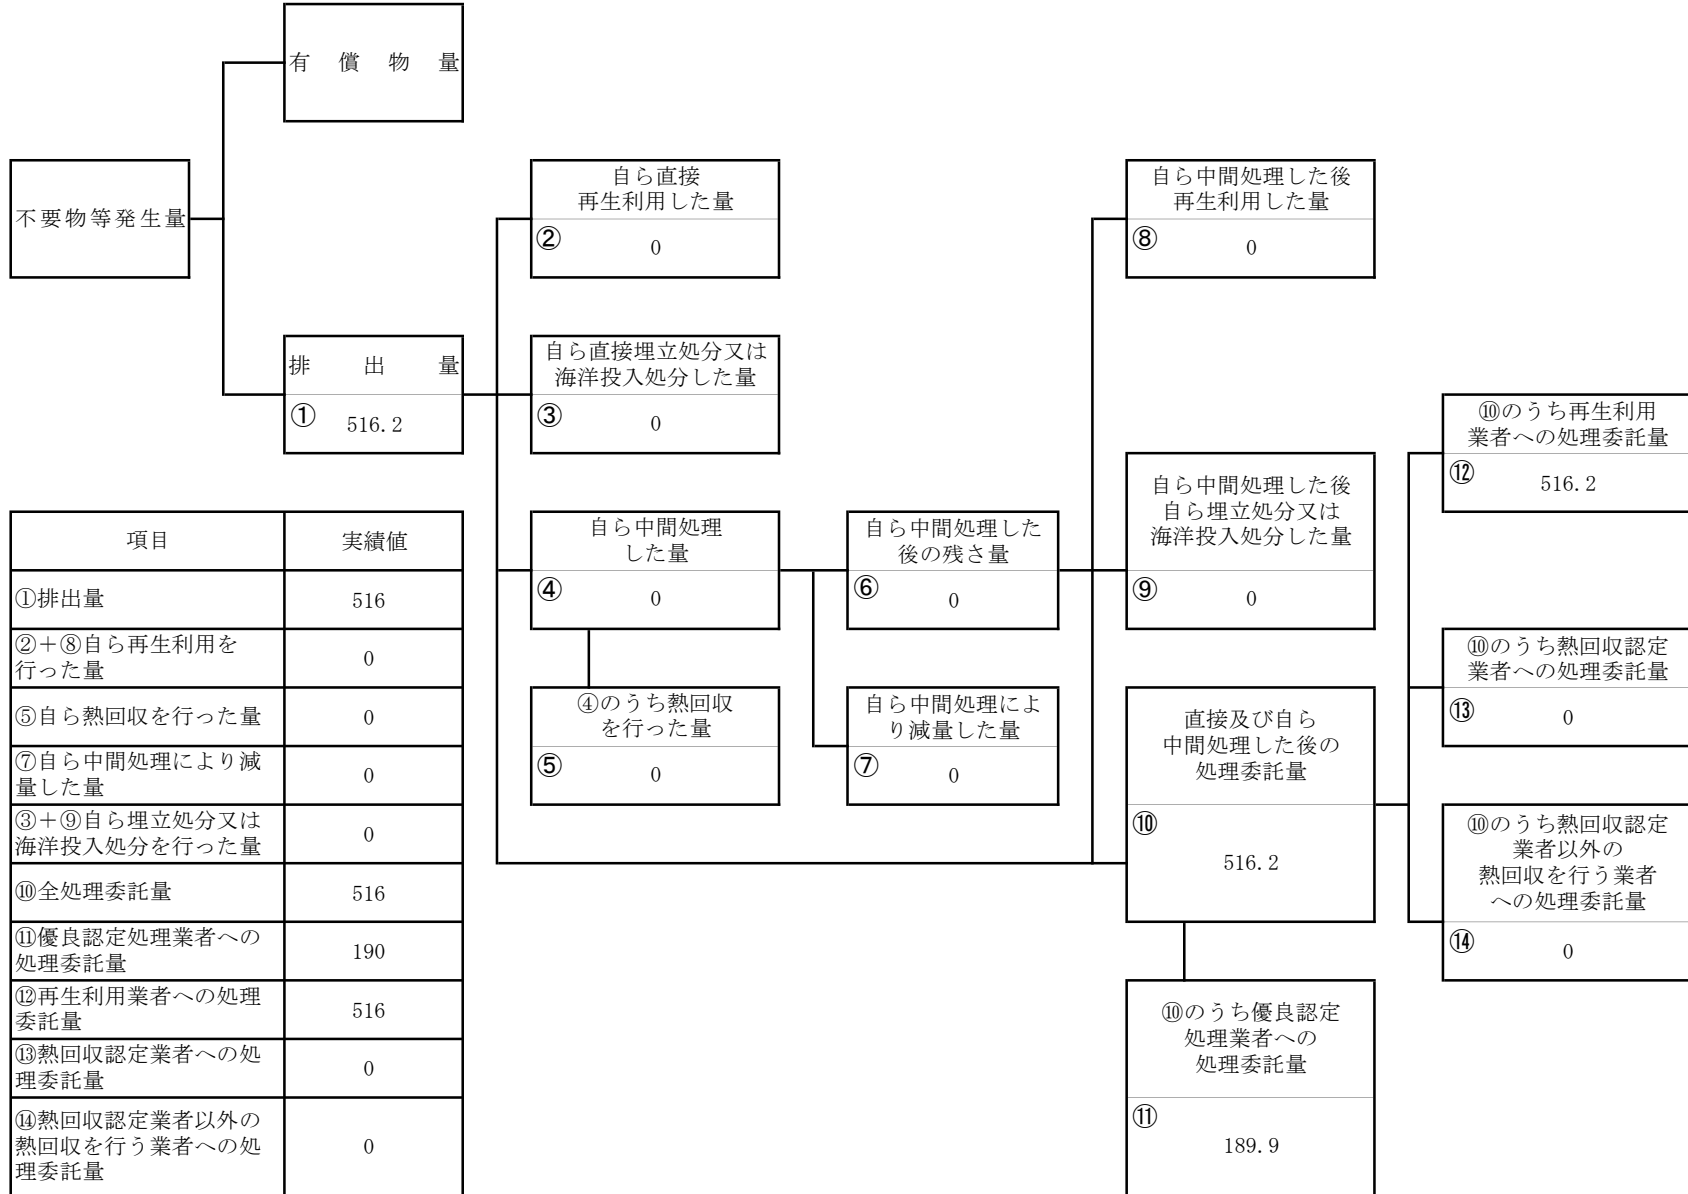 有償物量
不要物等発生量
自ら直接
再生利用した量
② 0
自ら中間処理した後
再生利用した量
⑧ 0
排出量
① 516.2
自ら直接埋立処分又は
海洋投入処分した量
③ 0
⑩のうち再生利用
業者への処理委託量
⑫ 516.2
自ら中間処理
した量
④ 0
自ら中間処理した
後の残さ量
⑥ 0
自ら中間処理した後
自ら埋立処分又は
海洋投入処分した量
⑨ 0
⑩のうち熱回収認定
業者への処理委託量
⑬ 0
④のうち熱回収
を行った量
⑤ 0
自ら中間処理によ
り減量した量
⑦ 0
直接及び自ら
中間処理した後の
処理委託量
⑩
516.2
⑩のうち熱回収認定
業者以外の
熱回収を行う業者
への処理委託量
⑭ 0
⑩のうち優良認定
処理業者への
処理委託量
⑪
189.9
項目 実績値
①排出量 516
②+⑧自ら再生利用を
行った量 0
⑤自ら熱回収を行った量 0
⑦自ら中間処理により減
量した量 0
③+⑨自ら埋立処分又は
海洋投入処分を行った量 0
⑩全処理委託量 516
⑪優良認定処理業者への
処理委託量 190
⑫再生利用業者への処理
委託量 516
⑬熱回収認定業者への処
理委託量 0
⑭熱回収認定業者以外の
熱回収を行う業者への処 0
理委託量